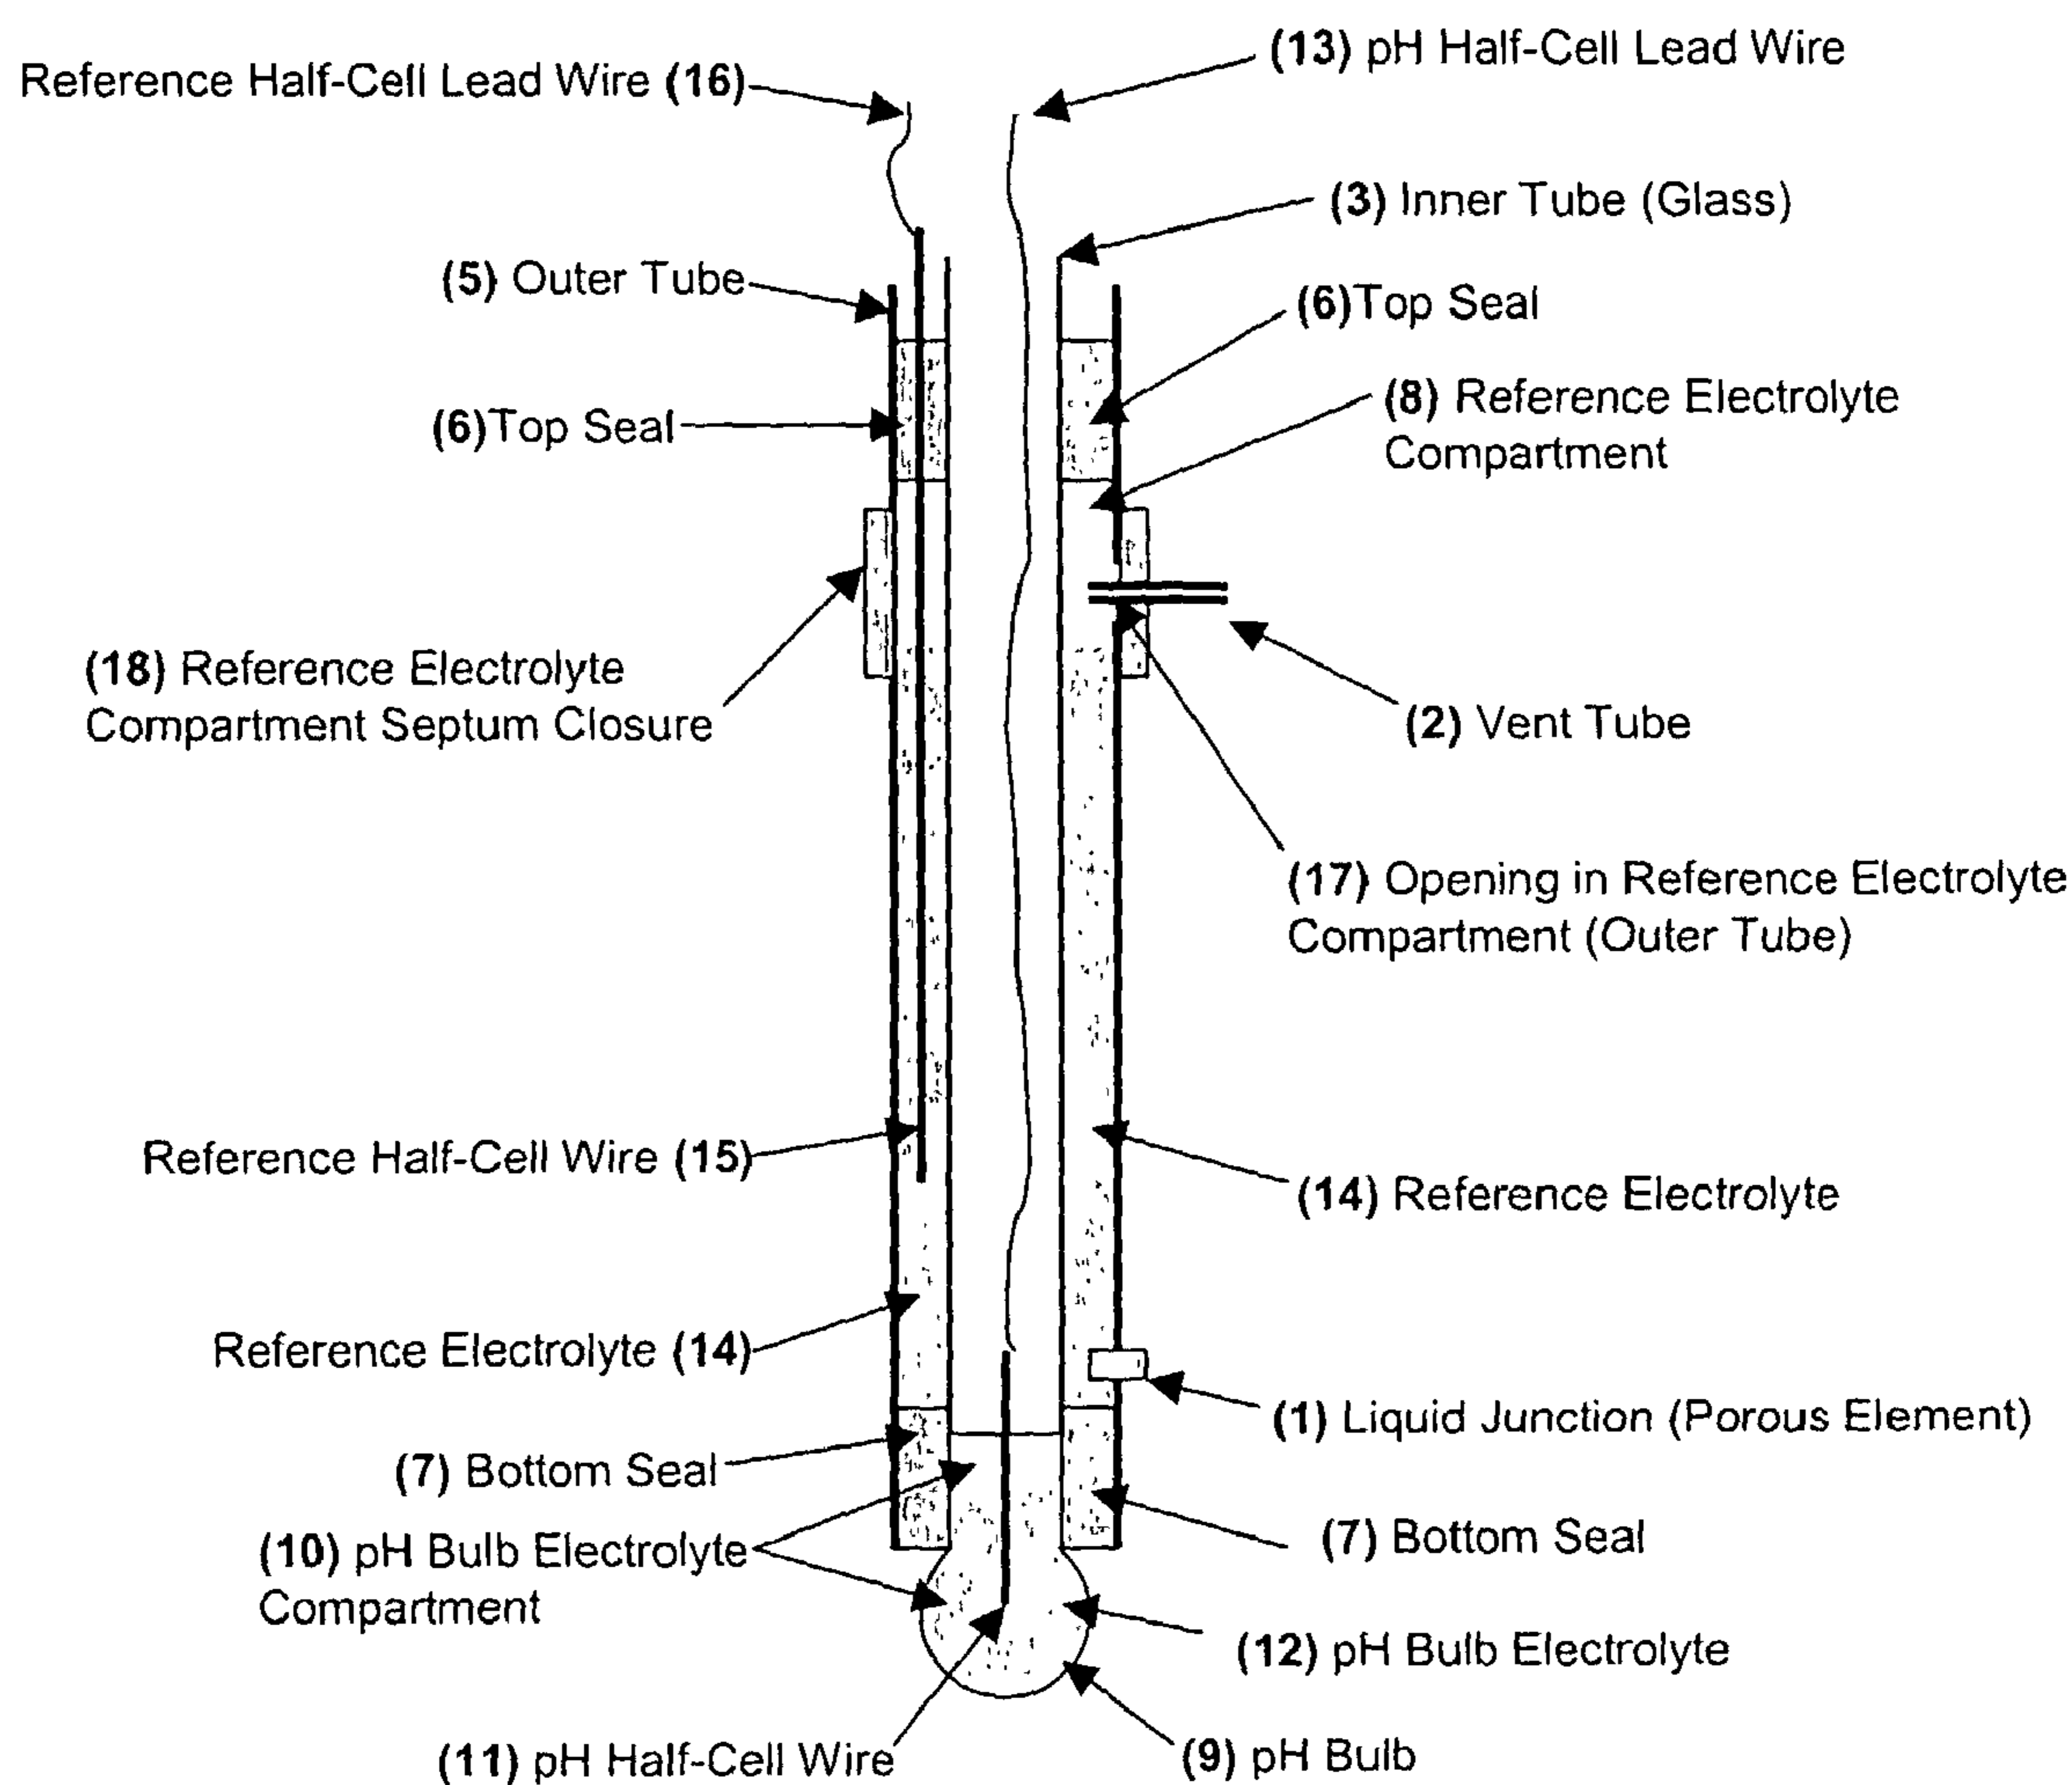 Reference Half-Cell Lead Wire (16)
(13) pH Half-Cell Lead Wire
(3) Inner Tube (Glass)
(5) Outer Tube
(6)Top Seal
(8) Reference Electrolyte
Compartment
(6)Top Seal
(18) Reference Electrolyte
Compartment Septum Closure
(2) Vent Tube
(17) Opening in Reference Electrolyte
Compartment (Outer Tube)
Reference Half-Cell Wire (15)
(14) Reference Electrolyte
Reference Electrolyte (14)
(1) Liquid Junction (Porous Element)
(7) Bottom Seal
(7) Bottom Seal
(10) pH Bulb Electrolyte
Compartment
(12) pH Bulb Electrolyte
(11) pH Half-Cell Wire
(9) pH Bulb